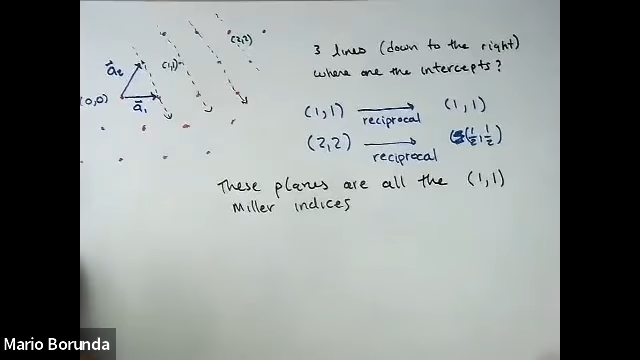 (2,2)
3 lines (down to the right)
where are the intercepts?
a2
(1,1)
(0,0)
a1
(1,1) → (1,1)
reciprocal
(2,2) → (1/2, 1/2)
reciprocal
These planes are all the (1,1)
Miller indices
Mario Borunda